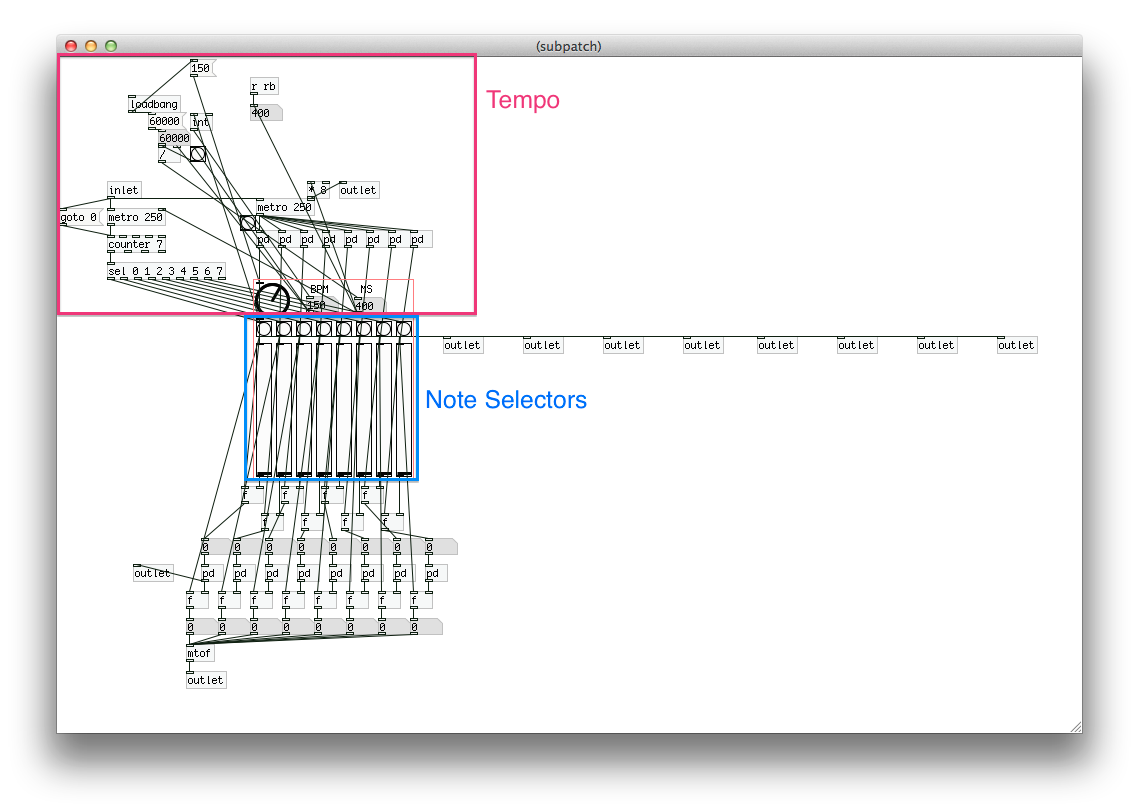 (subpatch)
150
r rb
Tempo
loadbang
400
60000
int
60000
/
inlet
* 8
outlet
goto 0
metro 250
metro 250
counter 7
pd pd pd pd pd pd pd pd
sel 0 1 2 3 4 5 6 7
BPM
MS
150
400
outlet outlet outlet outlet outlet outlet outlet outlet
Note Selectors
f f f f
f f f f
0 0 0 0 0 0 0 0
outlet
pd pd pd pd pd pd pd pd
f f f f f f f f
0 0 0 0 0 0 0 0
mtof
outlet